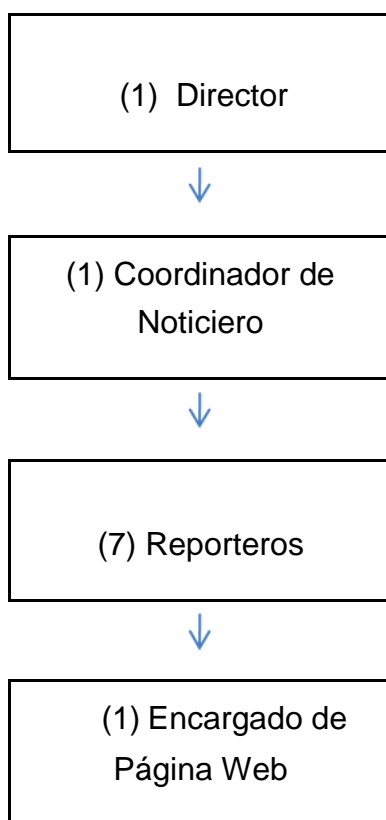 (1) Director
(1) Coordinador de
Noticiero
(7) Reporteros
(1) Encargado de
Página Web